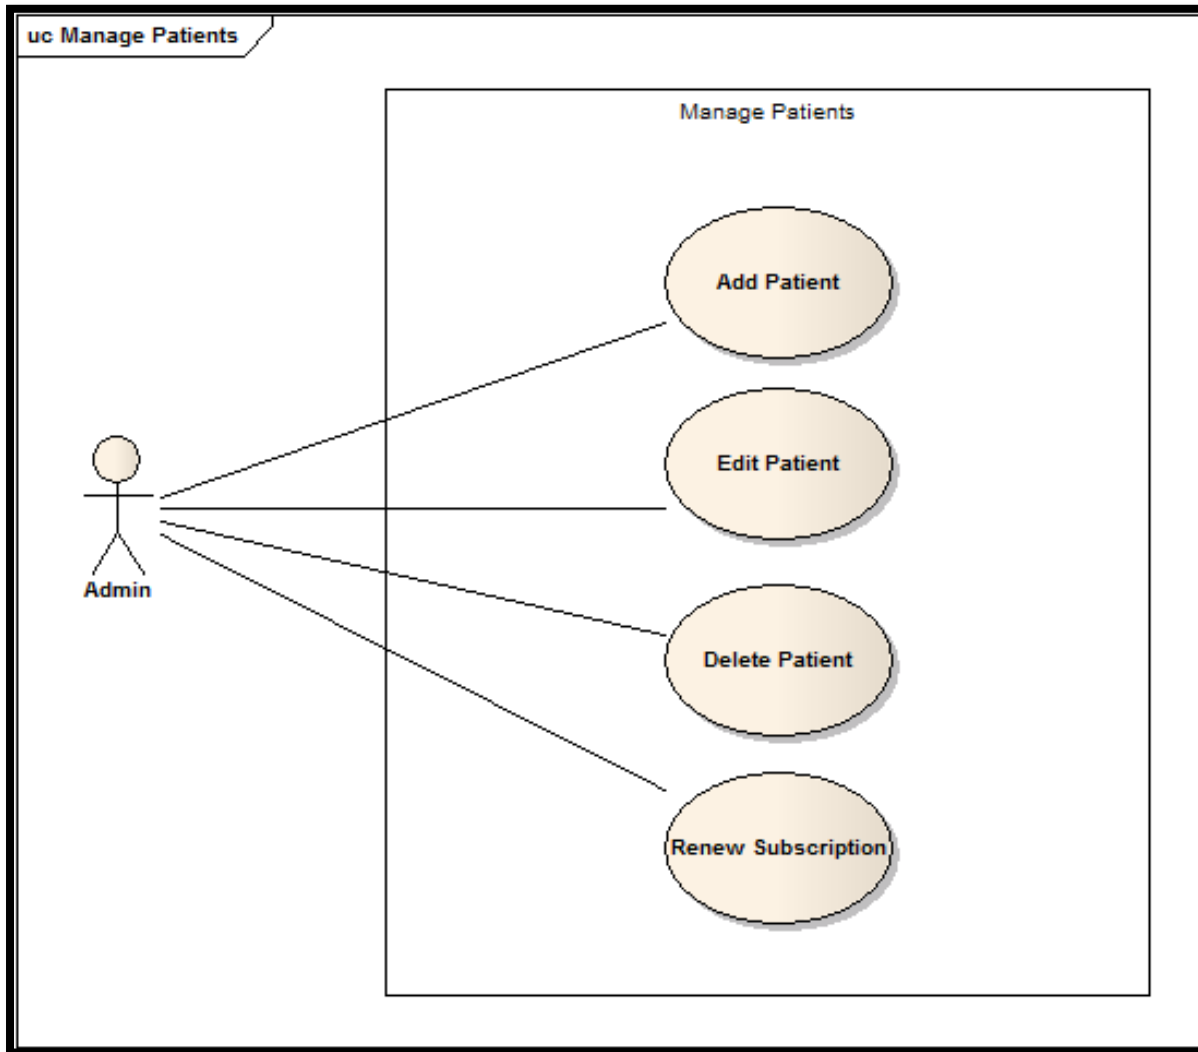 uc Manage Patients
Manage Patients
Add Patient
Edit Patient
Admin
Delete Patient
Renew Subscription